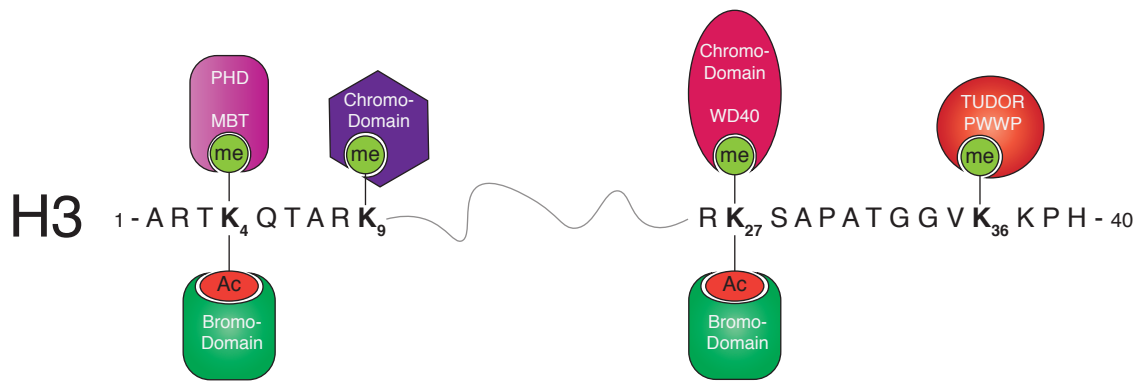 PHD
MBT
me
Chromo-
Domain
me
Chromo-
Domain
WD40
me
TUDOR
PWWP
me
H3 1 - A R T K4 Q T A R K9 R K27 S A P A T G G V K36 K P H - 40
Ac
Bromo-
Domain
Ac
Bromo-
Domain